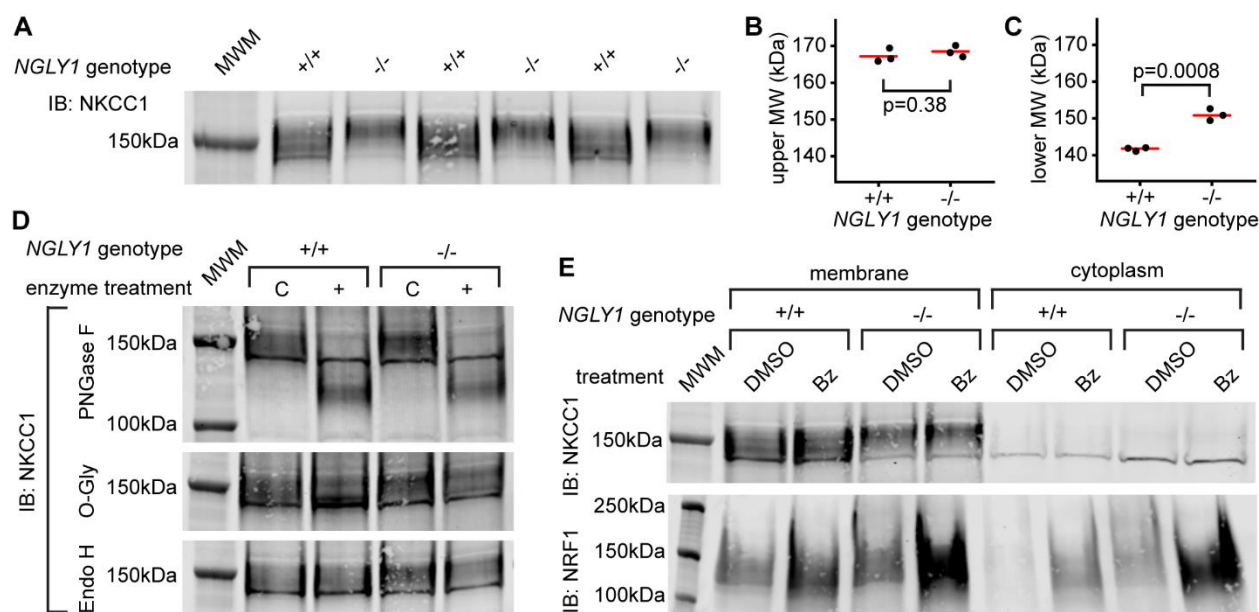 A
NGLY1 genotype
MWM
+/+
-/-
+/+
-/-
+/+
-/-
IB: NKCC1
150kDa
B
upper MW (kDa)
170
160
150
140
p=0.38
+/+
-/-
NGLY1 genotype
C
lower MW (kDa)
170
160
150
140
p=0.0008
+/+
-/-
NGLY1 genotype
D
NGLY1 genotype
+/+
-/-
MWM
enzyme treatment
C
+
C
+
IB: NKCC1
PNGase F
150kDa
100kDa
O-Gly
150kDa
Endo H
150kDa
E
membrane
cytoplasm
NGLY1 genotype
+/+
-/-
+/+
-/-
treatment
MWM
DMSO
Bz
DMSO
Bz
DMSO
Bz
DMSO
Bz
IB: NKCC1
150kDa
IB: NRF1
250kDa
150kDa
100kDa